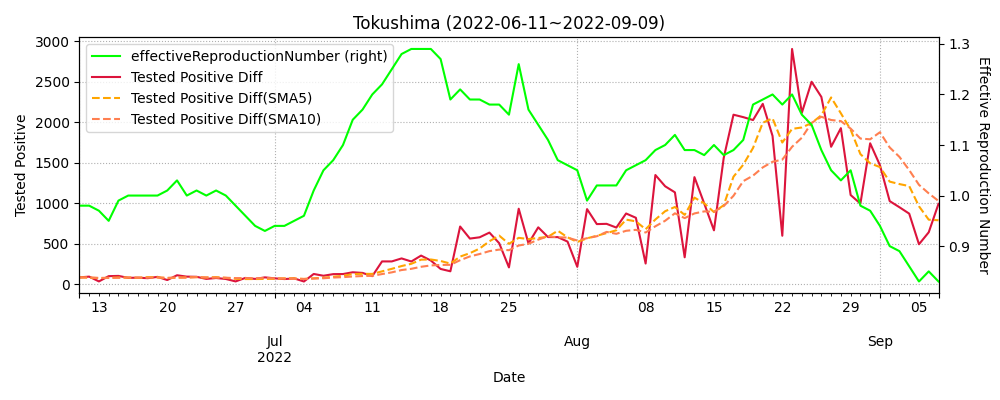 Tokushima (2022-06-11~2022-09-09)
effectiveReproductionNumber (right)
Tested Positive Diff
Tested Positive Diff(SMA5)
Tested Positive Diff(SMA10)
Tested Positive
3000
2500
2000
1500
1000
500
0
Effective Reproduction Number
1.3
1.2
1.1
1.0
0.9
13 20 27 04 11 18 25 08 15 22 29 05
Jul Aug Sep
2022
Date